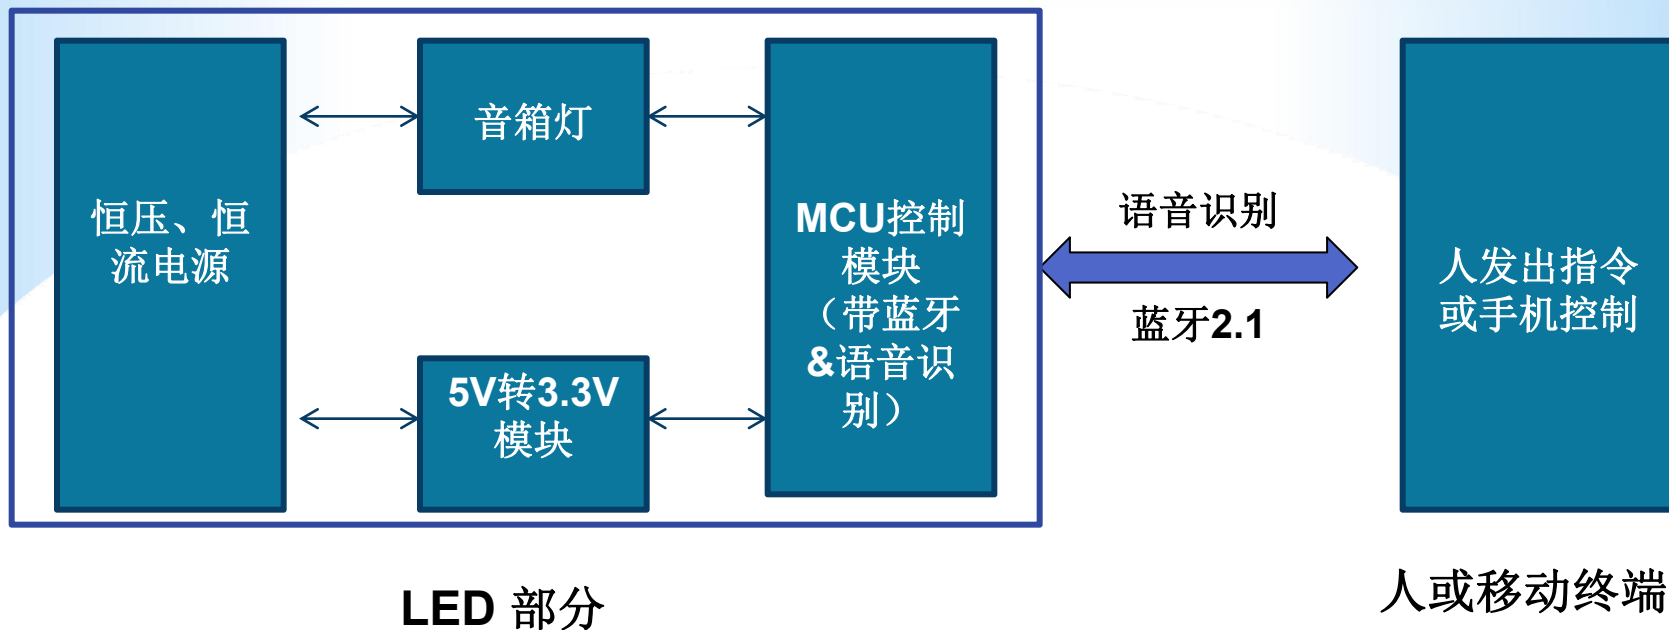 恒压、恒
流电源
音箱灯
5V转3.3V
模块
MCU控制
模块
（带蓝牙
&语音识
别）
语音识别
蓝牙2.1
人发出指令
或手机控制
LED 部分
人或移动终端